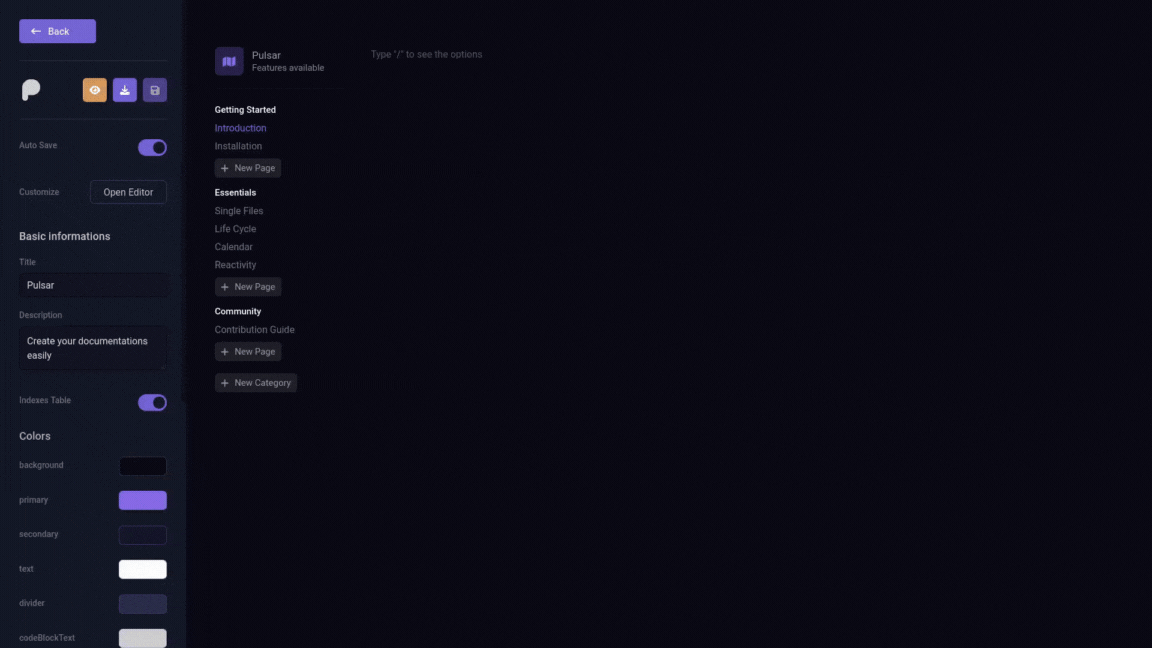 Back
Auto Save
Customize
Open Editor
Basic informations
Title
Pulsar
Description
Create your documentations
easily
Indexes Table
Colors
background
primary
secondary
text
divider
codeBlockText
Pulsar
Features available
Getting Started
Introduction
Installation
+ New Page
Essentials
Single Files
Life Cycle
Calendar
Reactivity
+ New Page
Community
Contribution Guide
+ New Page
+ New Category
Type "/" to see the options